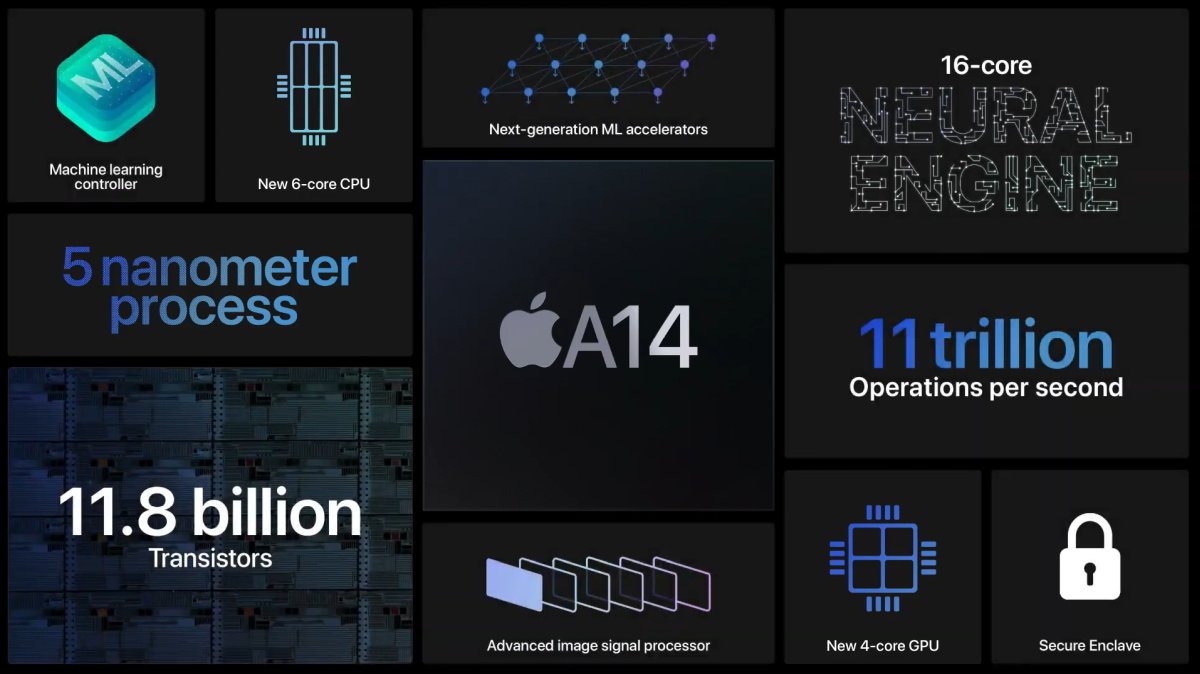 ML
Machine learning
controller
New 6-core CPU
Next-generation ML accelerators
16-core
NEURAL
ENGINE
5 nanometer
process
A14
11 trillion
Operations per second
11.8 billion
Transistors
Advanced image signal processor
New 4-core GPU
Secure Enclave